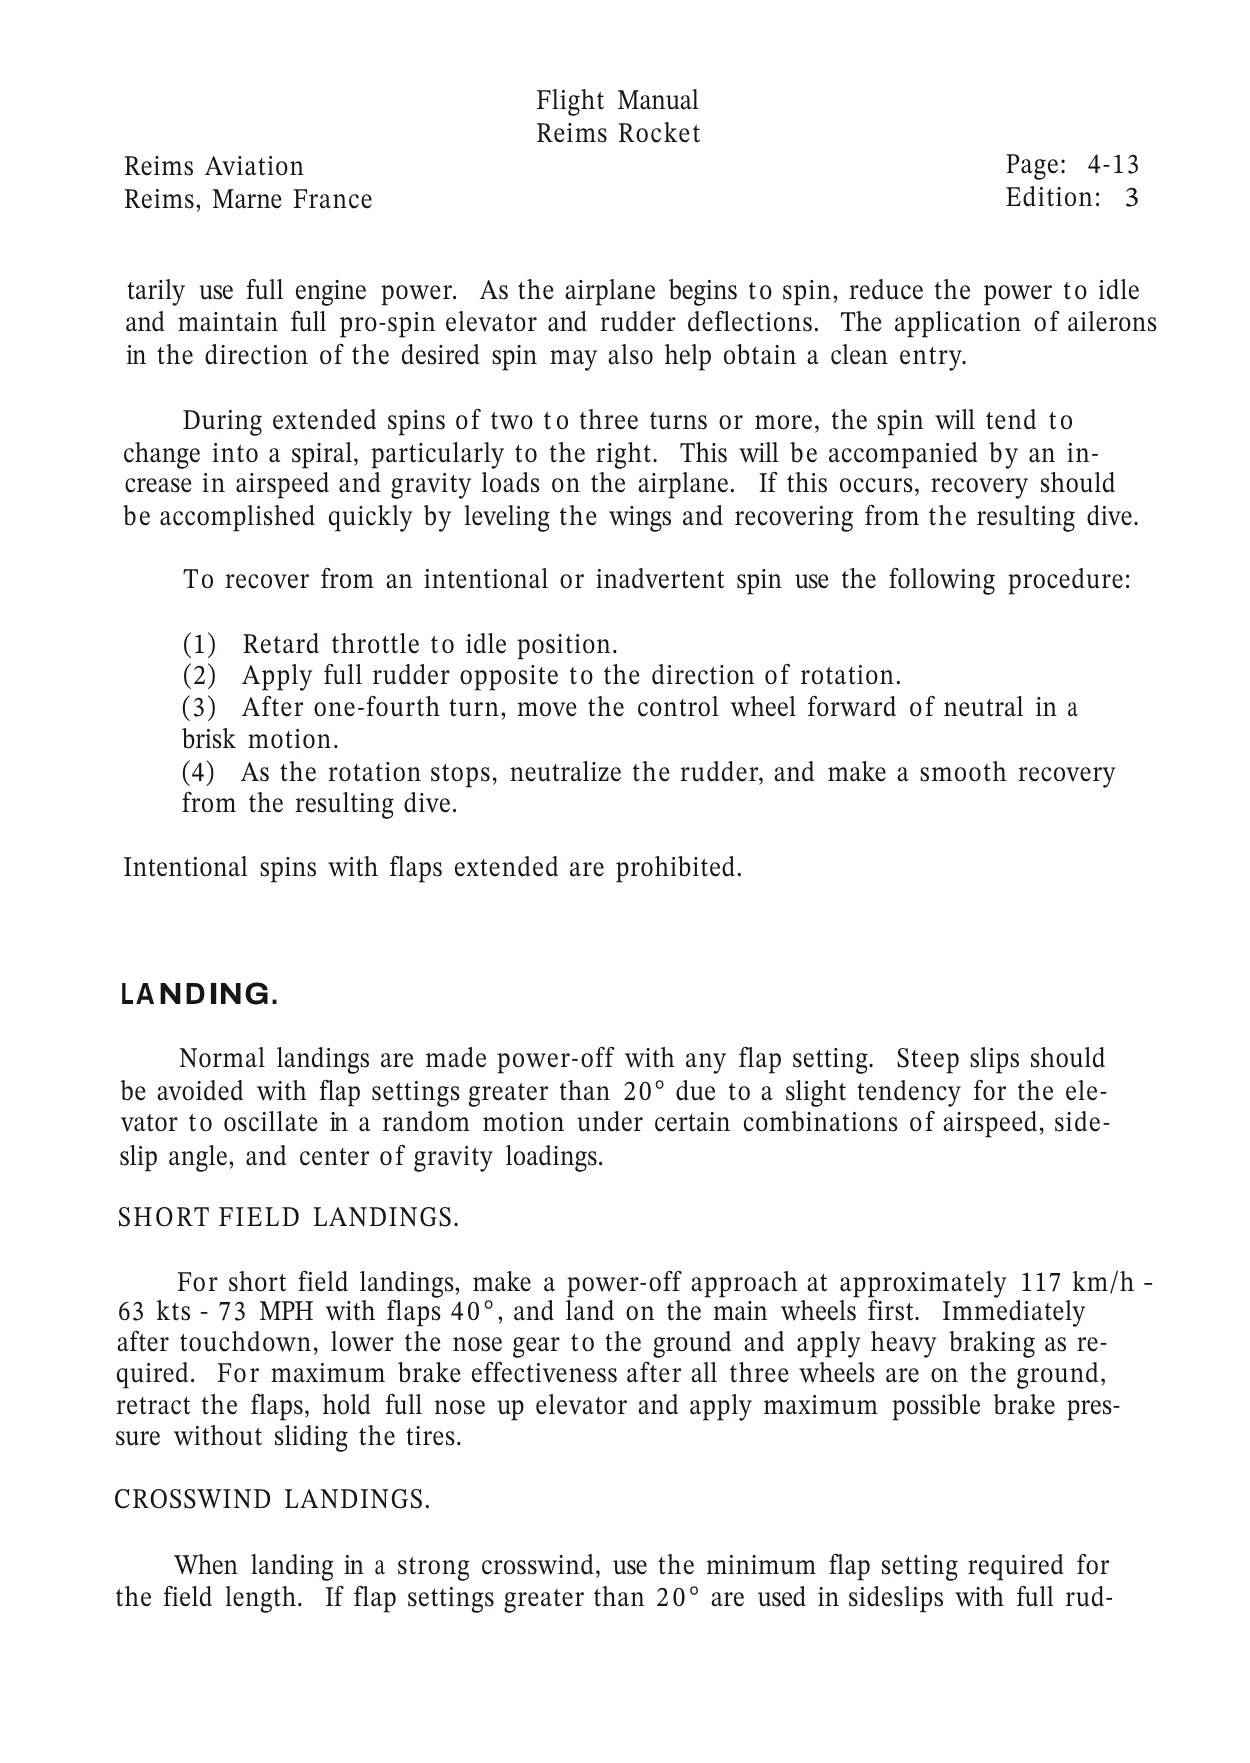 Flight Manual
Reims Rocket
Reims Aviation
Reims, Marne France
Page: 4-13
Edition: 3
tarily use full engine power. As the airplane begins to spin, reduce the power to idle
and maintain full pro-spin elevator and rudder deflections. The application of ailerons
in the direction of the desired spin may also help obtain a clean entry.
During extended spins of two to three turns or more, the spin will tend to
change into a spiral, particularly to the right. This will be accompanied by an in-
crease in airspeed and gravity loads on the airplane. If this occurs, recovery should
be accomplished quickly by leveling the wings and recovering from the resulting dive.
To recover from an intentional or inadvertent spin use the following procedure:
(1) Retard throttle to idle position.
(2) Apply full rudder opposite to the direction of rotation.
(3) After one-fourth turn, move the control wheel forward of neutral in a
brisk motion.
(4) As the rotation stops, neutralize the rudder, and make a smooth recovery
from the resulting dive.
Intentional spins with flaps extended are prohibited.
LANDING.
Normal landings are made power-off with any flap setting. Steep slips should
be avoided with flap settings greater than 20° due to a slight tendency for the ele-
vator to oscillate in a random motion under certain combinations of airspeed, side-
slip angle, and center of gravity loadings.
SHORT FIELD LANDINGS.
For short field landings, make a power-off approach at approximately 117 km/h -
63 kts - 73 MPH with flaps 40°, and land on the main wheels first. Immediately
after touchdown, lower the nose gear to the ground and apply heavy braking as re-
quired. For maximum brake effectiveness after all three wheels are on the ground,
retract the flaps, hold full nose up elevator and apply maximum possible brake pres-
sure without sliding the tires.
CROSSWIND LANDINGS.
When landing in a strong crosswind, use the minimum flap setting required for
the field length. If flap settings greater than 20° are used in sideslips with full rud-